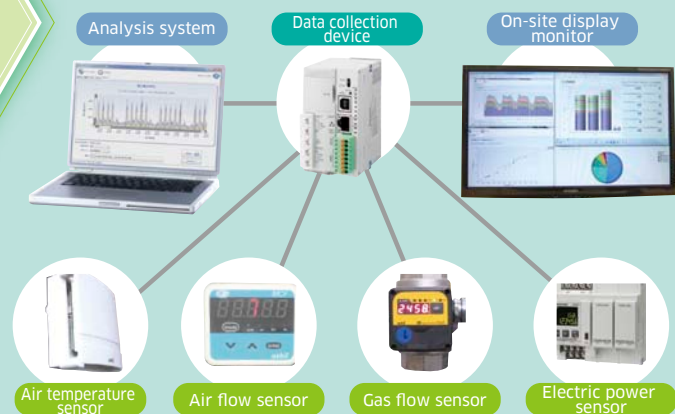 Analysis system
Data collection
device
On-site display
monitor
2458
Air temperature
sensor
Air flow sensor
Gas flow sensor
Electric power
sensor